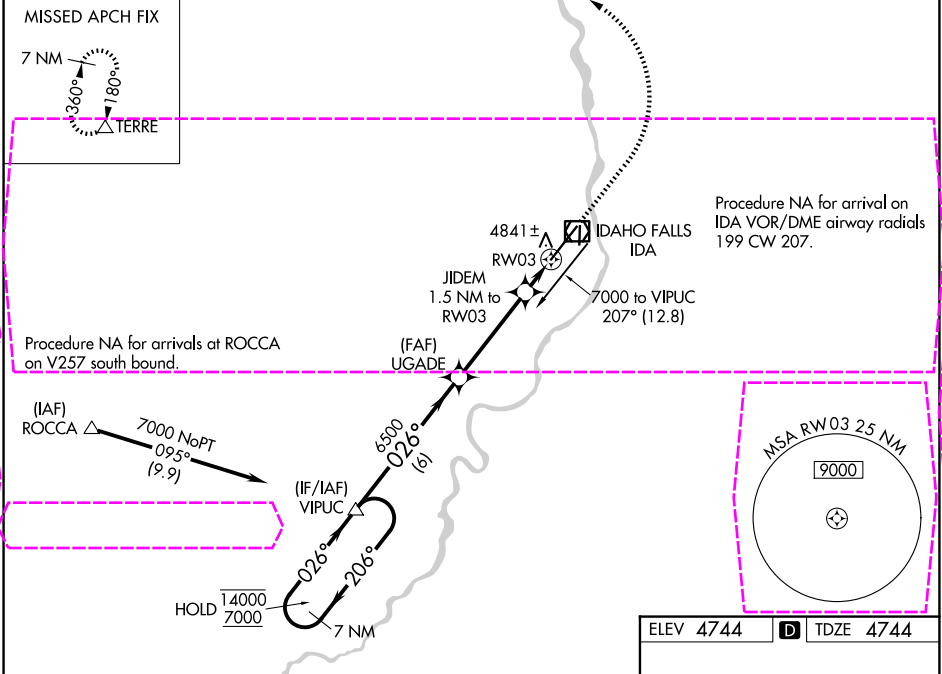 MISSED APCH FIX
7 NM
360°
180°
TERRE
4841±
IDAHO FALLS
IDA
RW03
Procedure NA for arrival on
IDA VOR/DME airway radials
199 CW 207.
JIDEM
1.5 NM to
RW03
7000 to VIPUC
207° (12.8)
Procedure NA for arrivals at ROCCA
on V257 south bound.
(FAF)
UGADE
(IAF)
ROCCA
7000 NoPT
095°
(9.9)
6500
026°
(6)
MSA RW03 25 NM
9000
(IF/IAF)
VIPUC
026°
206°
HOLD
14000
7000
7 NM
ELEV 4744
D
TDZE 4744